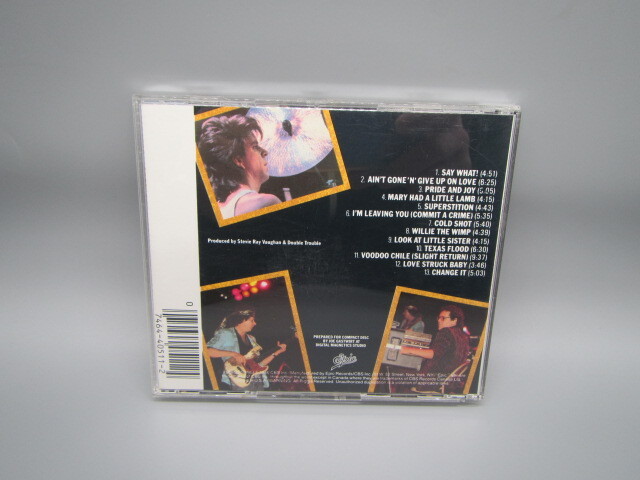 1. SAY WHAT! (4:51)
2. AIN'T GONE 'N' GIVE UP ON LOVE (6:25)
3. PRIDE AND JOY (5:05)
4. MARY HAD A LITTLE LAMB (4:15)
5. SUPERSTITION (4:43)
6. I'M LEAVING YOU (COMMIT A CRIME) (5:35)
7. COLD SHOT (5:40)
8. WILLIE THE WIMP (4:39)
9. LOOK AT LITTLE SISTER (4:15)
10. TEXAS FLOOD (6:30)
11. VOODOO CHILE (SLIGHT RETURN) (9:37)
12. LOVE STRUCK BABY (3:46)
13. CHANGE IT (5:03)
Produced by Stevie Ray Vaughan & Double Trouble
0
7464-40511-2
PREPARED FOR COMPACT DISC
BY JOE GASTWIRT AT
DIGITAL MAGNETICS STUDIO
Epic